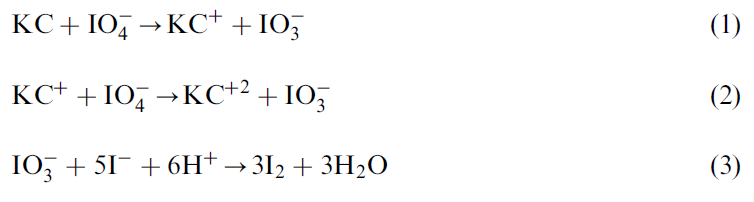 KC + IO₄⁻ → KC⁺ + IO₃⁻ (1)
KC⁺ + IO₄⁻ → KC⁺² + IO₃⁻ (2)
IO₃⁻ + 5I⁻ + 6H⁺ → 3I₂ + 3H₂O (3)